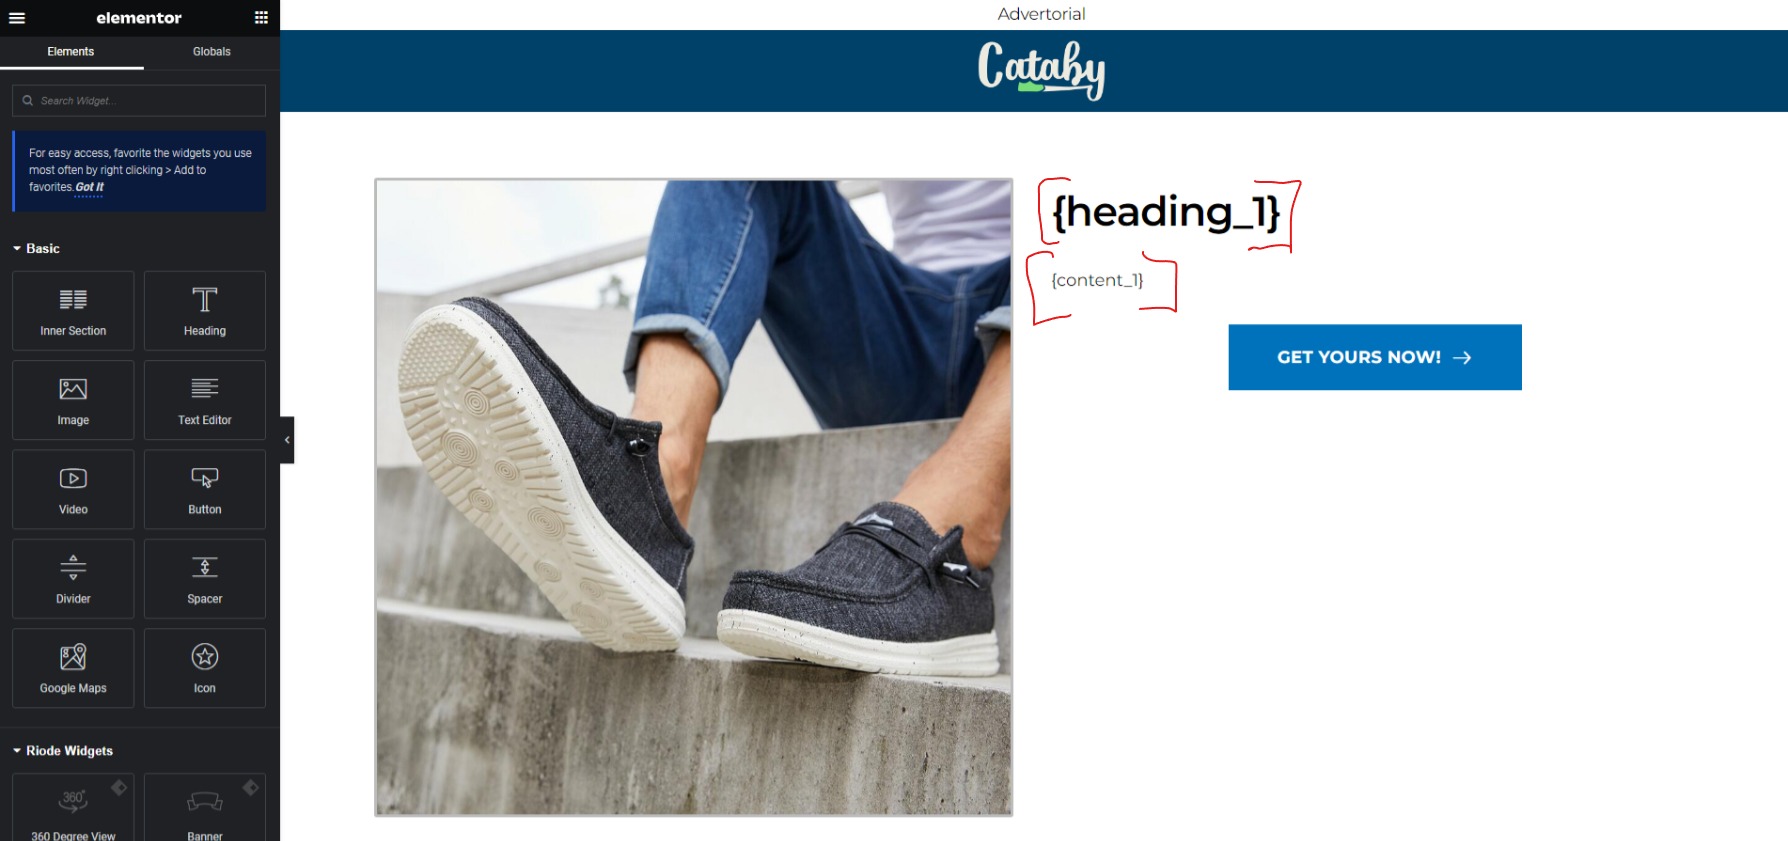 elementor
Elements
Globals
Search Widget...
For easy access, favorite the widgets you use
most often by right clicking > Add to
favorites. Got It
Basic
Inner Section
Heading
Image
Text Editor
Video
Button
Divider
Spacer
Google Maps
Icon
Riode Widgets
360°
360 Degree View
Banner
Advertorial
Cataby
{heading_1}
{content_1}
GET YOURS NOW! →